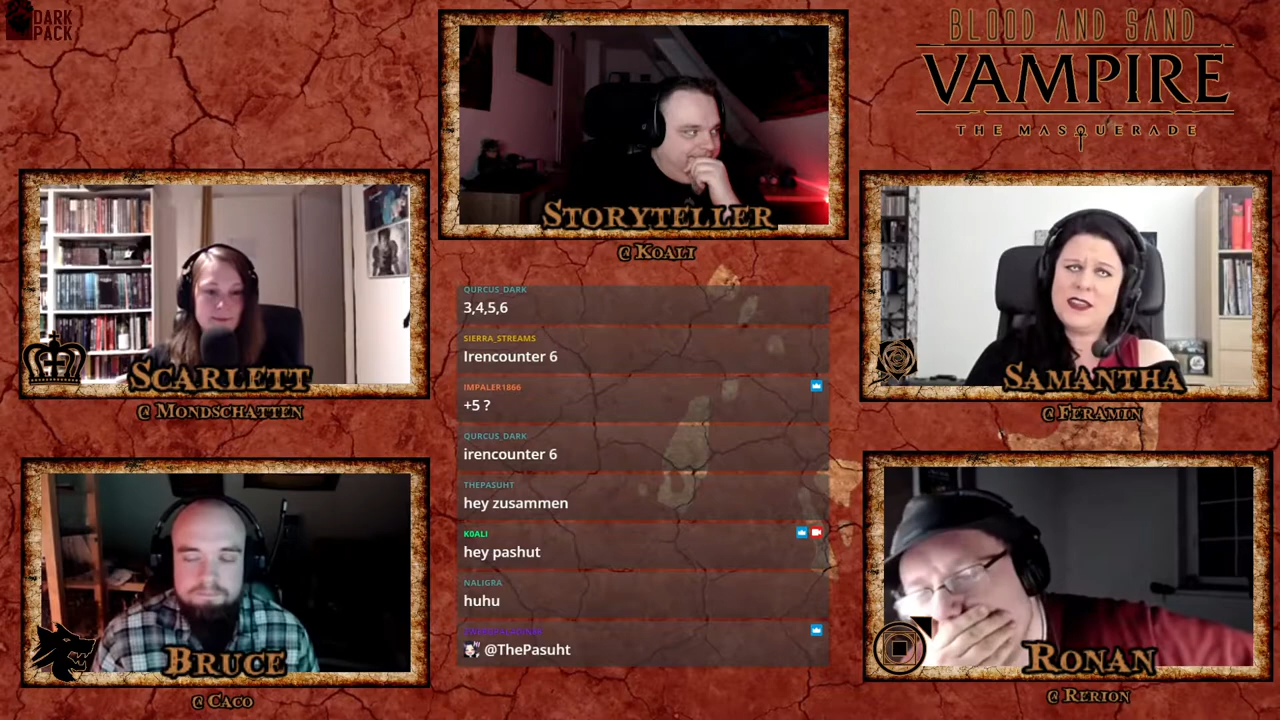 DARK
PACK
BLOOD AND SAND
VAMPIRE
THE MASQUERADE
STORYTELLER
@ KOALI
SCARLETT
@ MONDSCHATTEN
SAMANTHA
@ FERAMIN
QURCUS_DARK
3,4,5,6
SIERRA_STREAMS
Irencounter 6
IMPALER1866
+5 ?
QURCUS_DARK
irencounter 6
THEPASUHT
hey zusammen
K0ALI
hey pashut
NALIGRA
huhu
@ThePasuht
BRUCE
@ CACO
RONAN
@ RERION